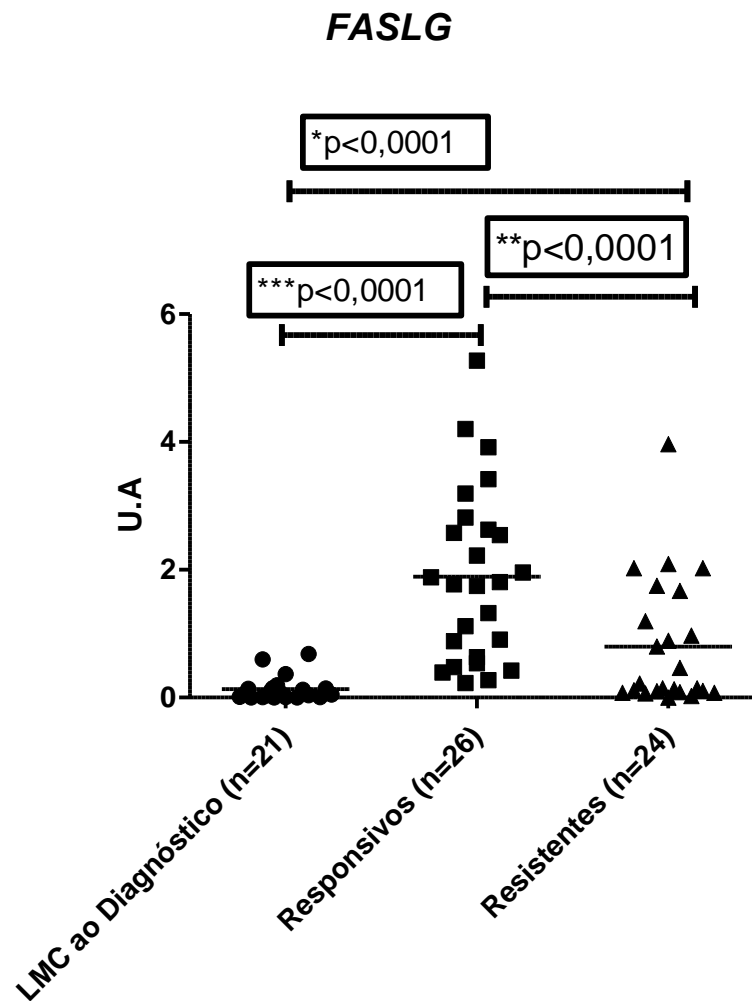 FASLG
*p<0,0001
**p<0,0001
***p<0,0001
6
4
2
0
U.A
LMC ao Diagnóstico (n=21)
Responsivos (n=26)
Resistentes (n=24)